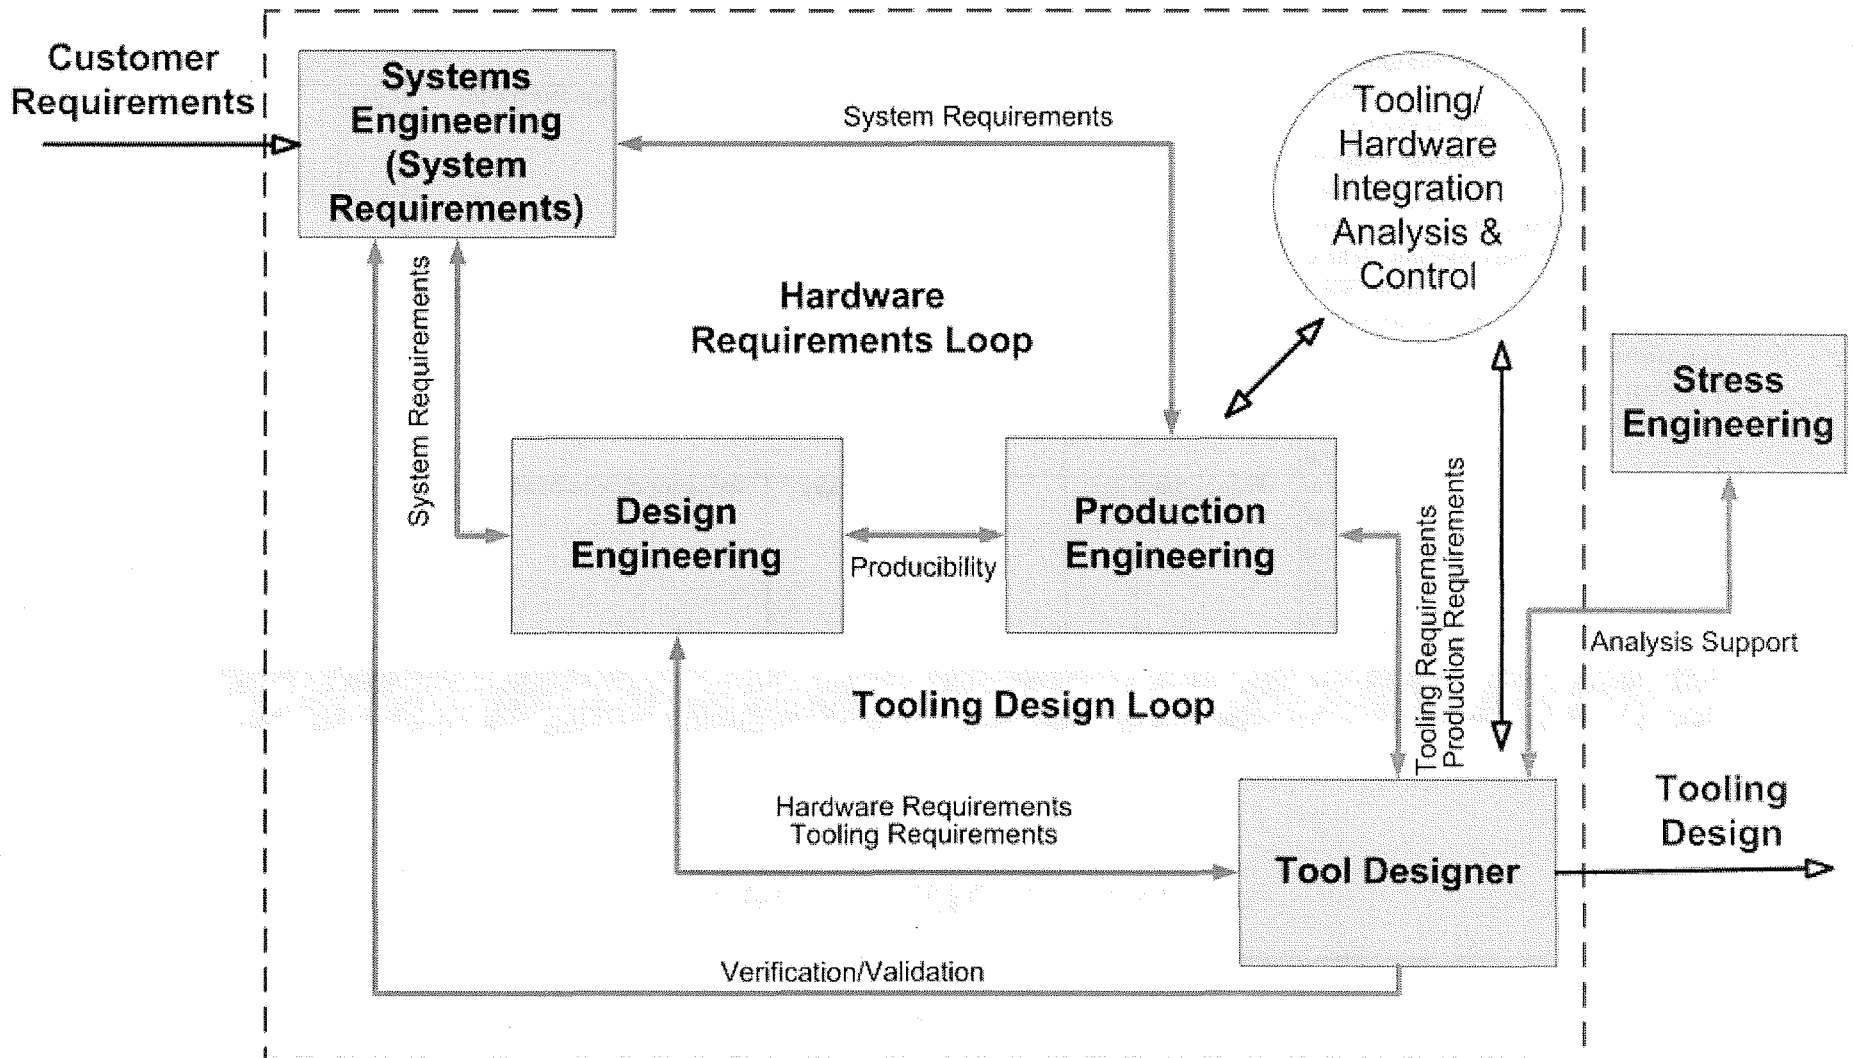 Customer
Requirements
Systems
Engineering
(System
Requirements)
System Requirements
Tooling/
Hardware
Integration
Analysis &
Control
System Requirements
Hardware
Requirements Loop
Stress
Engineering
Design
Engineering
Producibility
Production
Engineering
Tooling Requirements
Production Requirements
Analysis Support
Tooling Design Loop
Hardware Requirements
Tooling Requirements
Tool Designer
Tooling
Design
Verification/Validation